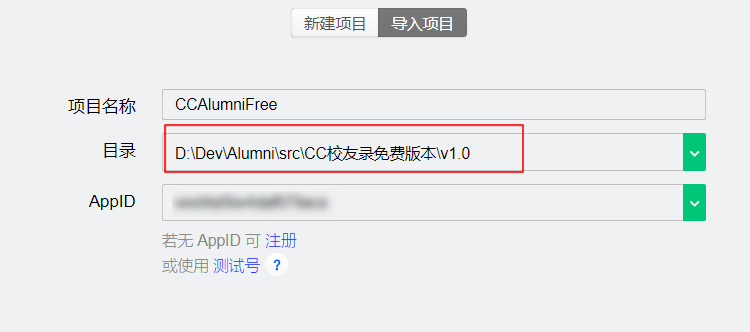 新建项目 导入项目
项目名称 CCAlumniFree
目录 D:\Dev\Alumni\src\CC校友录免费版本\v1.0
AppID
若无 AppID 可 注册
或使用 测试号 ?